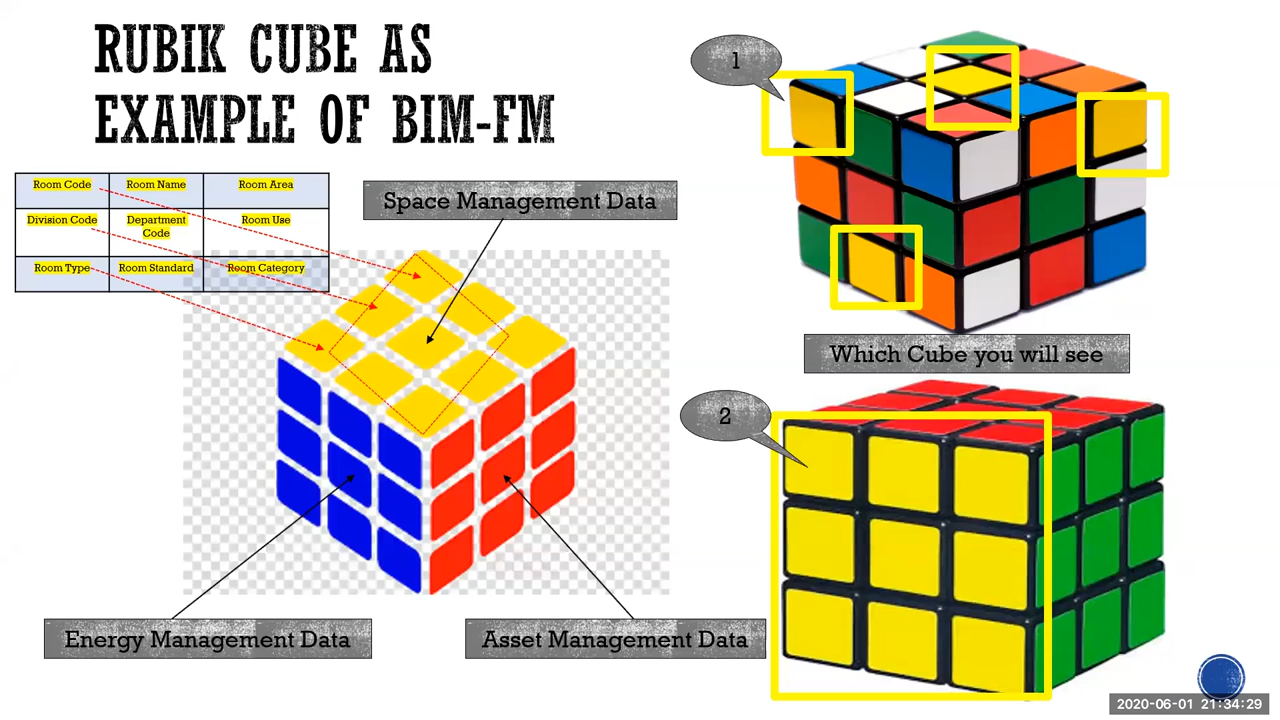 RUBIK CUBE AS
EXAMPLE OF BIM-FM
Room Code Room Name Room Area
Division Code Department Code Room Use
Room Type Room Standard Room Category
Space Management Data
Energy Management Data
Asset Management Data
1
Which Cube you will see
2
2020-06-01 21:34:29